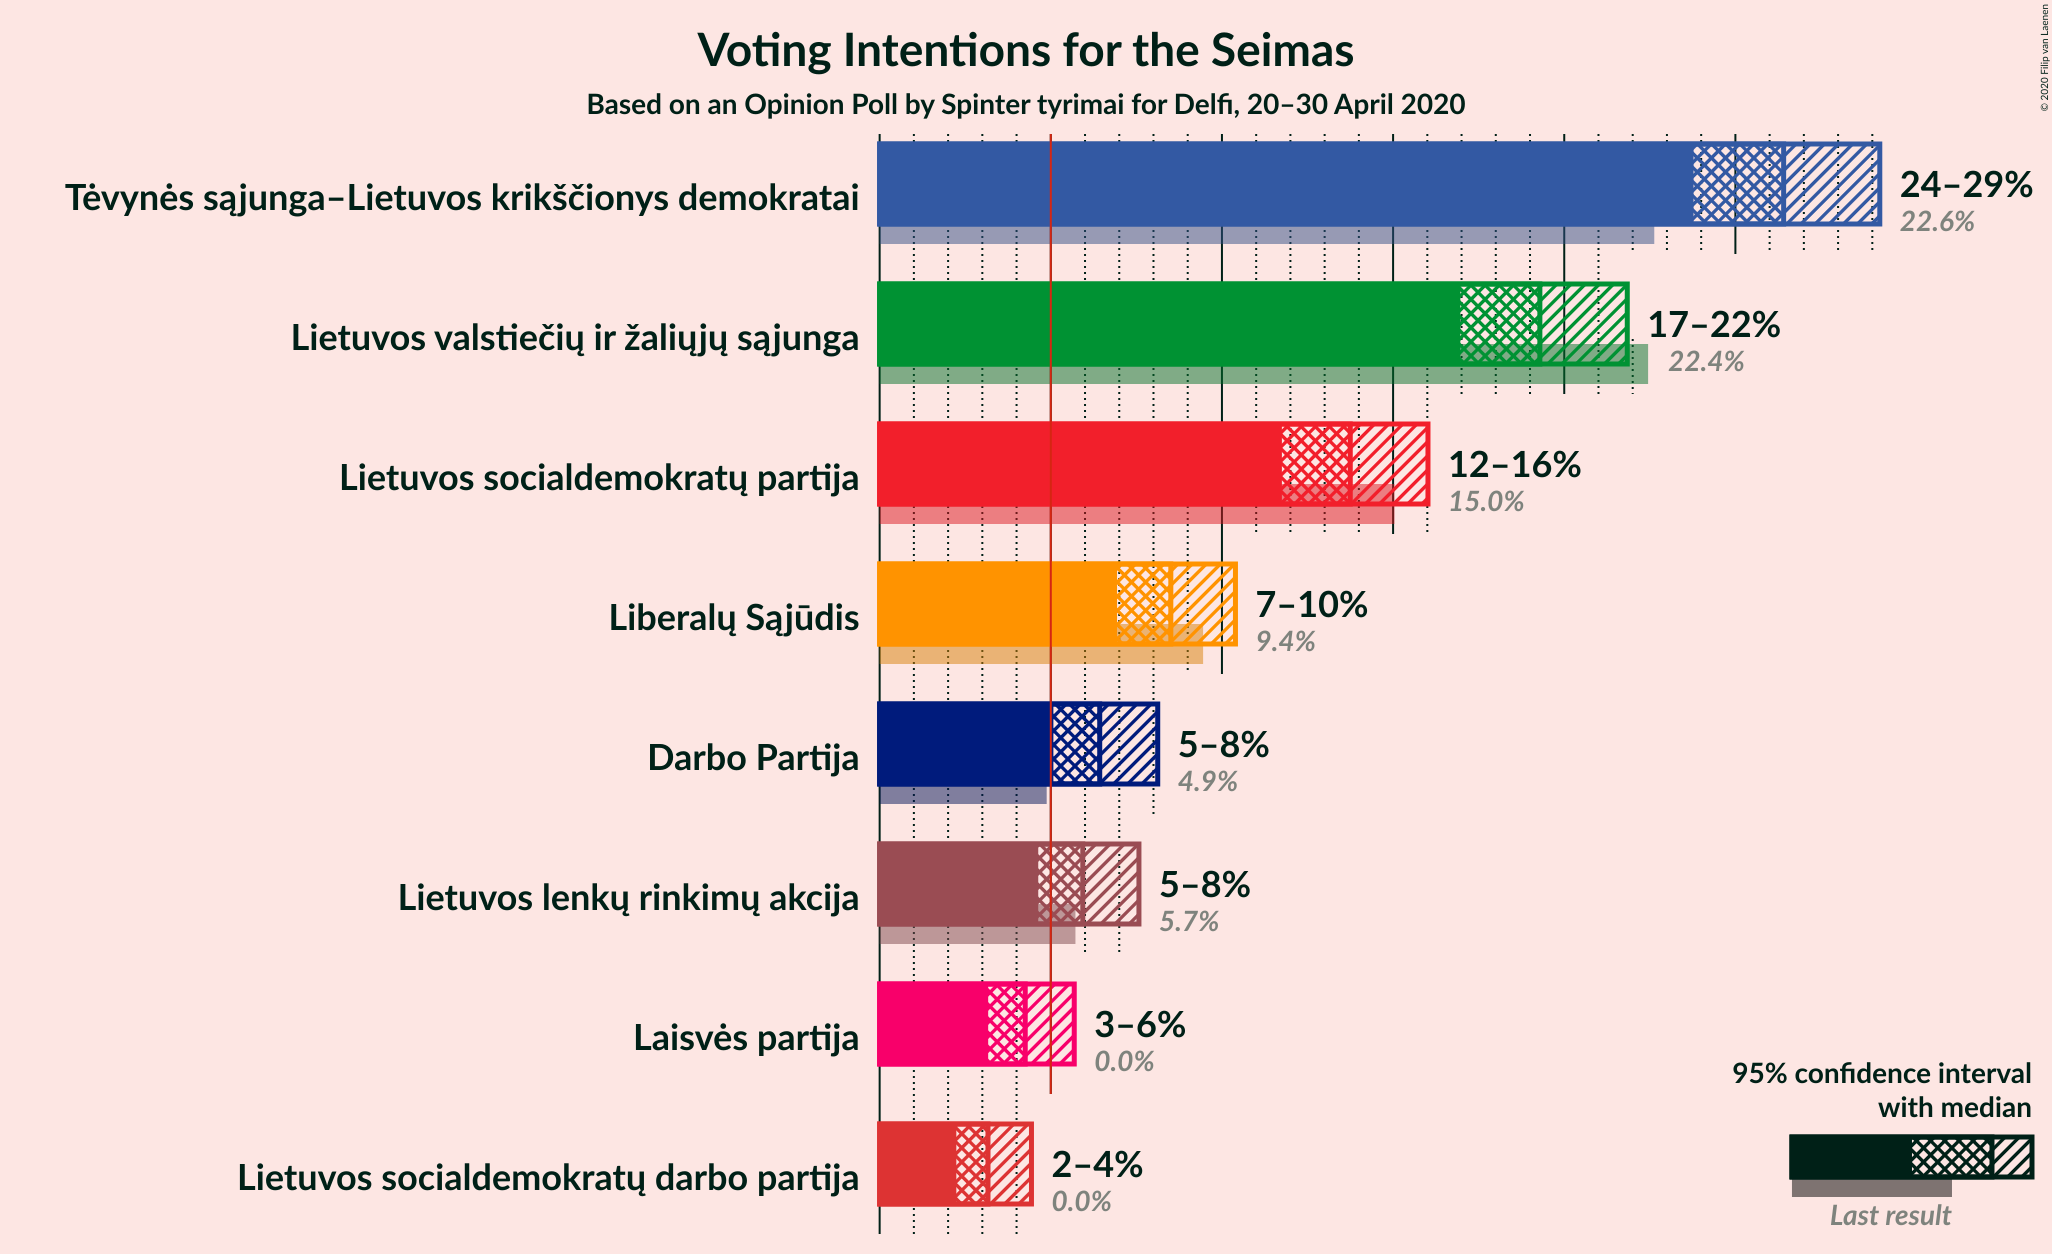 Voting Intentions for the Seimas
Based on an Opinion Poll by Spinter tyrimai for Delfi, 20–30 April 2020
© 2020 Filip van Laenen
Tėvynės sąjunga–Lietuvos krikščionys demokratai
24–29%
22.6%
Lietuvos valstiečių ir žaliųjų sąjunga
17–22%
22.4%
Lietuvos socialdemokratų partija
12–16%
15.0%
Liberalų Sąjūdis
7–10%
9.4%
Darbo Partija
5–8%
4.9%
Lietuvos lenkų rinkimų akcija
5–8%
5.7%
Laisvės partija
3–6%
0.0%
Lietuvos socialdemokratų darbo partija
2–4%
0.0%
95% confidence interval
with median
Last result